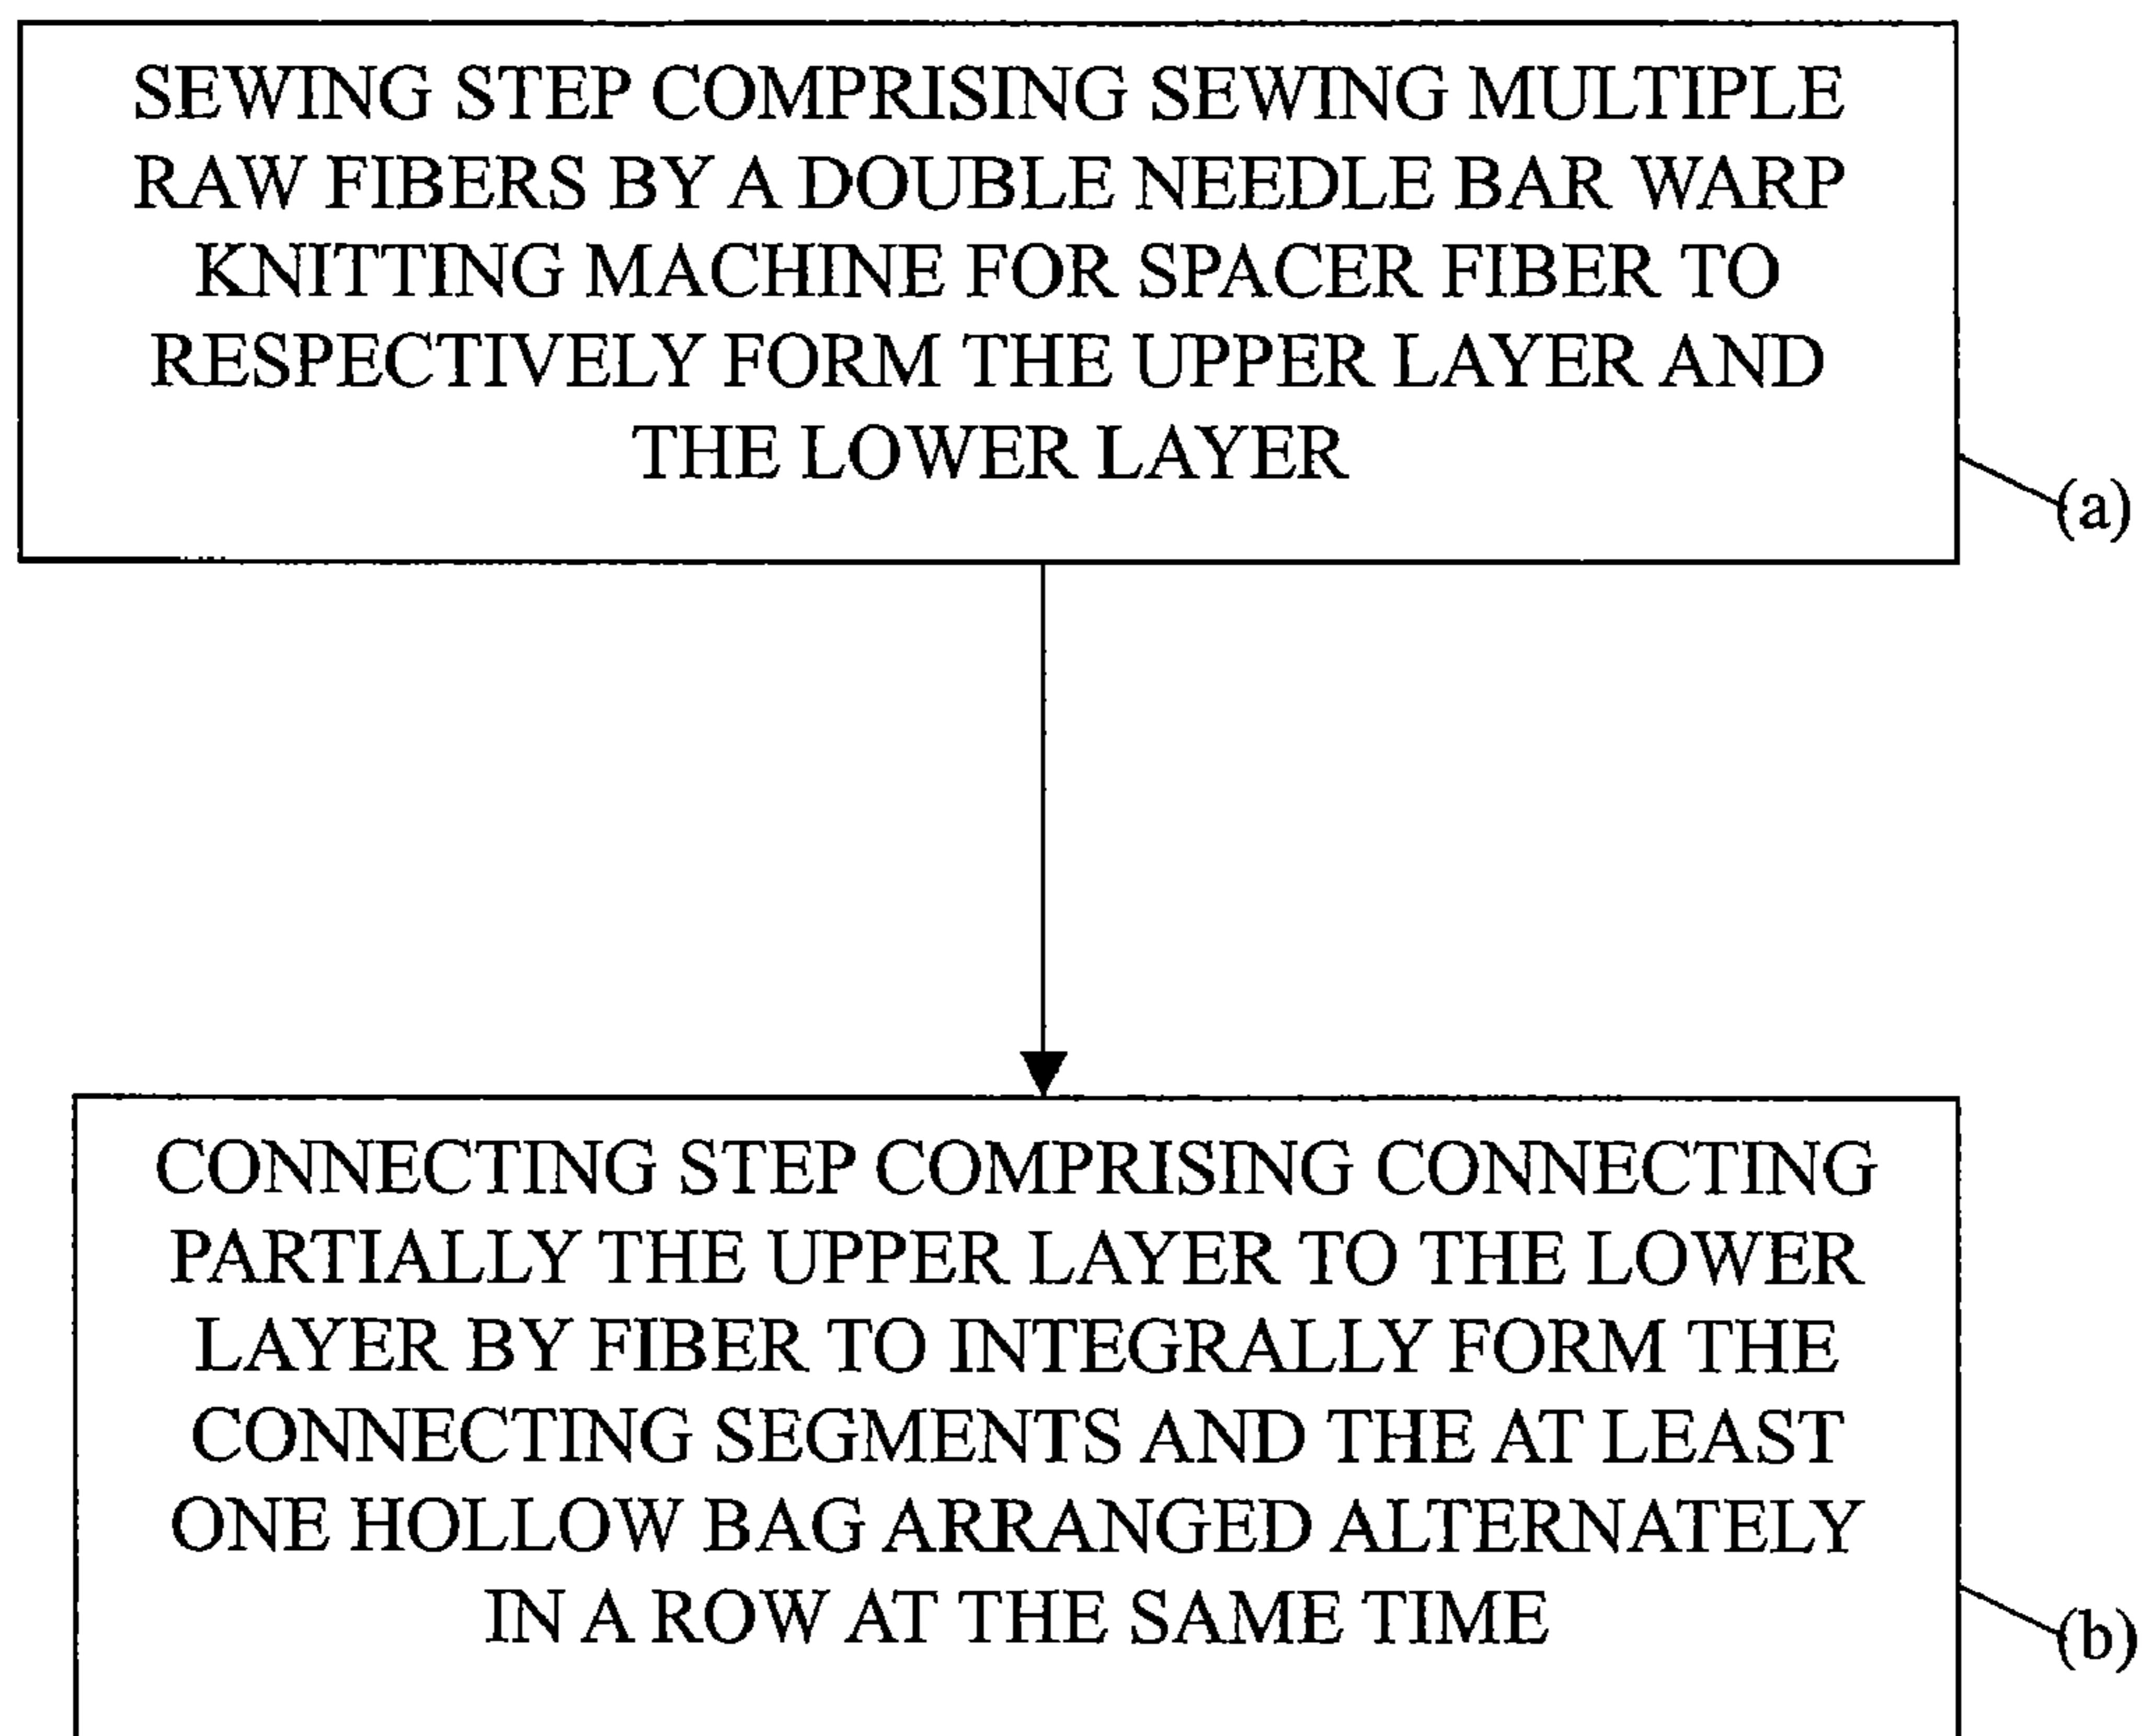 SEWING STEP COMPRISING SEWING MULTIPLE
RAW FIBERS BY A DOUBLE NEEDLE BAR WARP
KNITTING MACHINE FOR SPACER FIBER TO
RESPECTIVELY FORM THE UPPER LAYER AND
THE LOWER LAYER
(a)
CONNECTING STEP COMPRISING CONNECTING
PARTIALLY THE UPPER LAYER TO THE LOWER
LAYER BY FIBER TO INTEGRALLY FORM THE
CONNECTING SEGMENTS AND THE AT LEAST
ONE HOLLOW BAG ARRANGED ALTERNATELY
IN A ROW AT THE SAME TIME
(b)